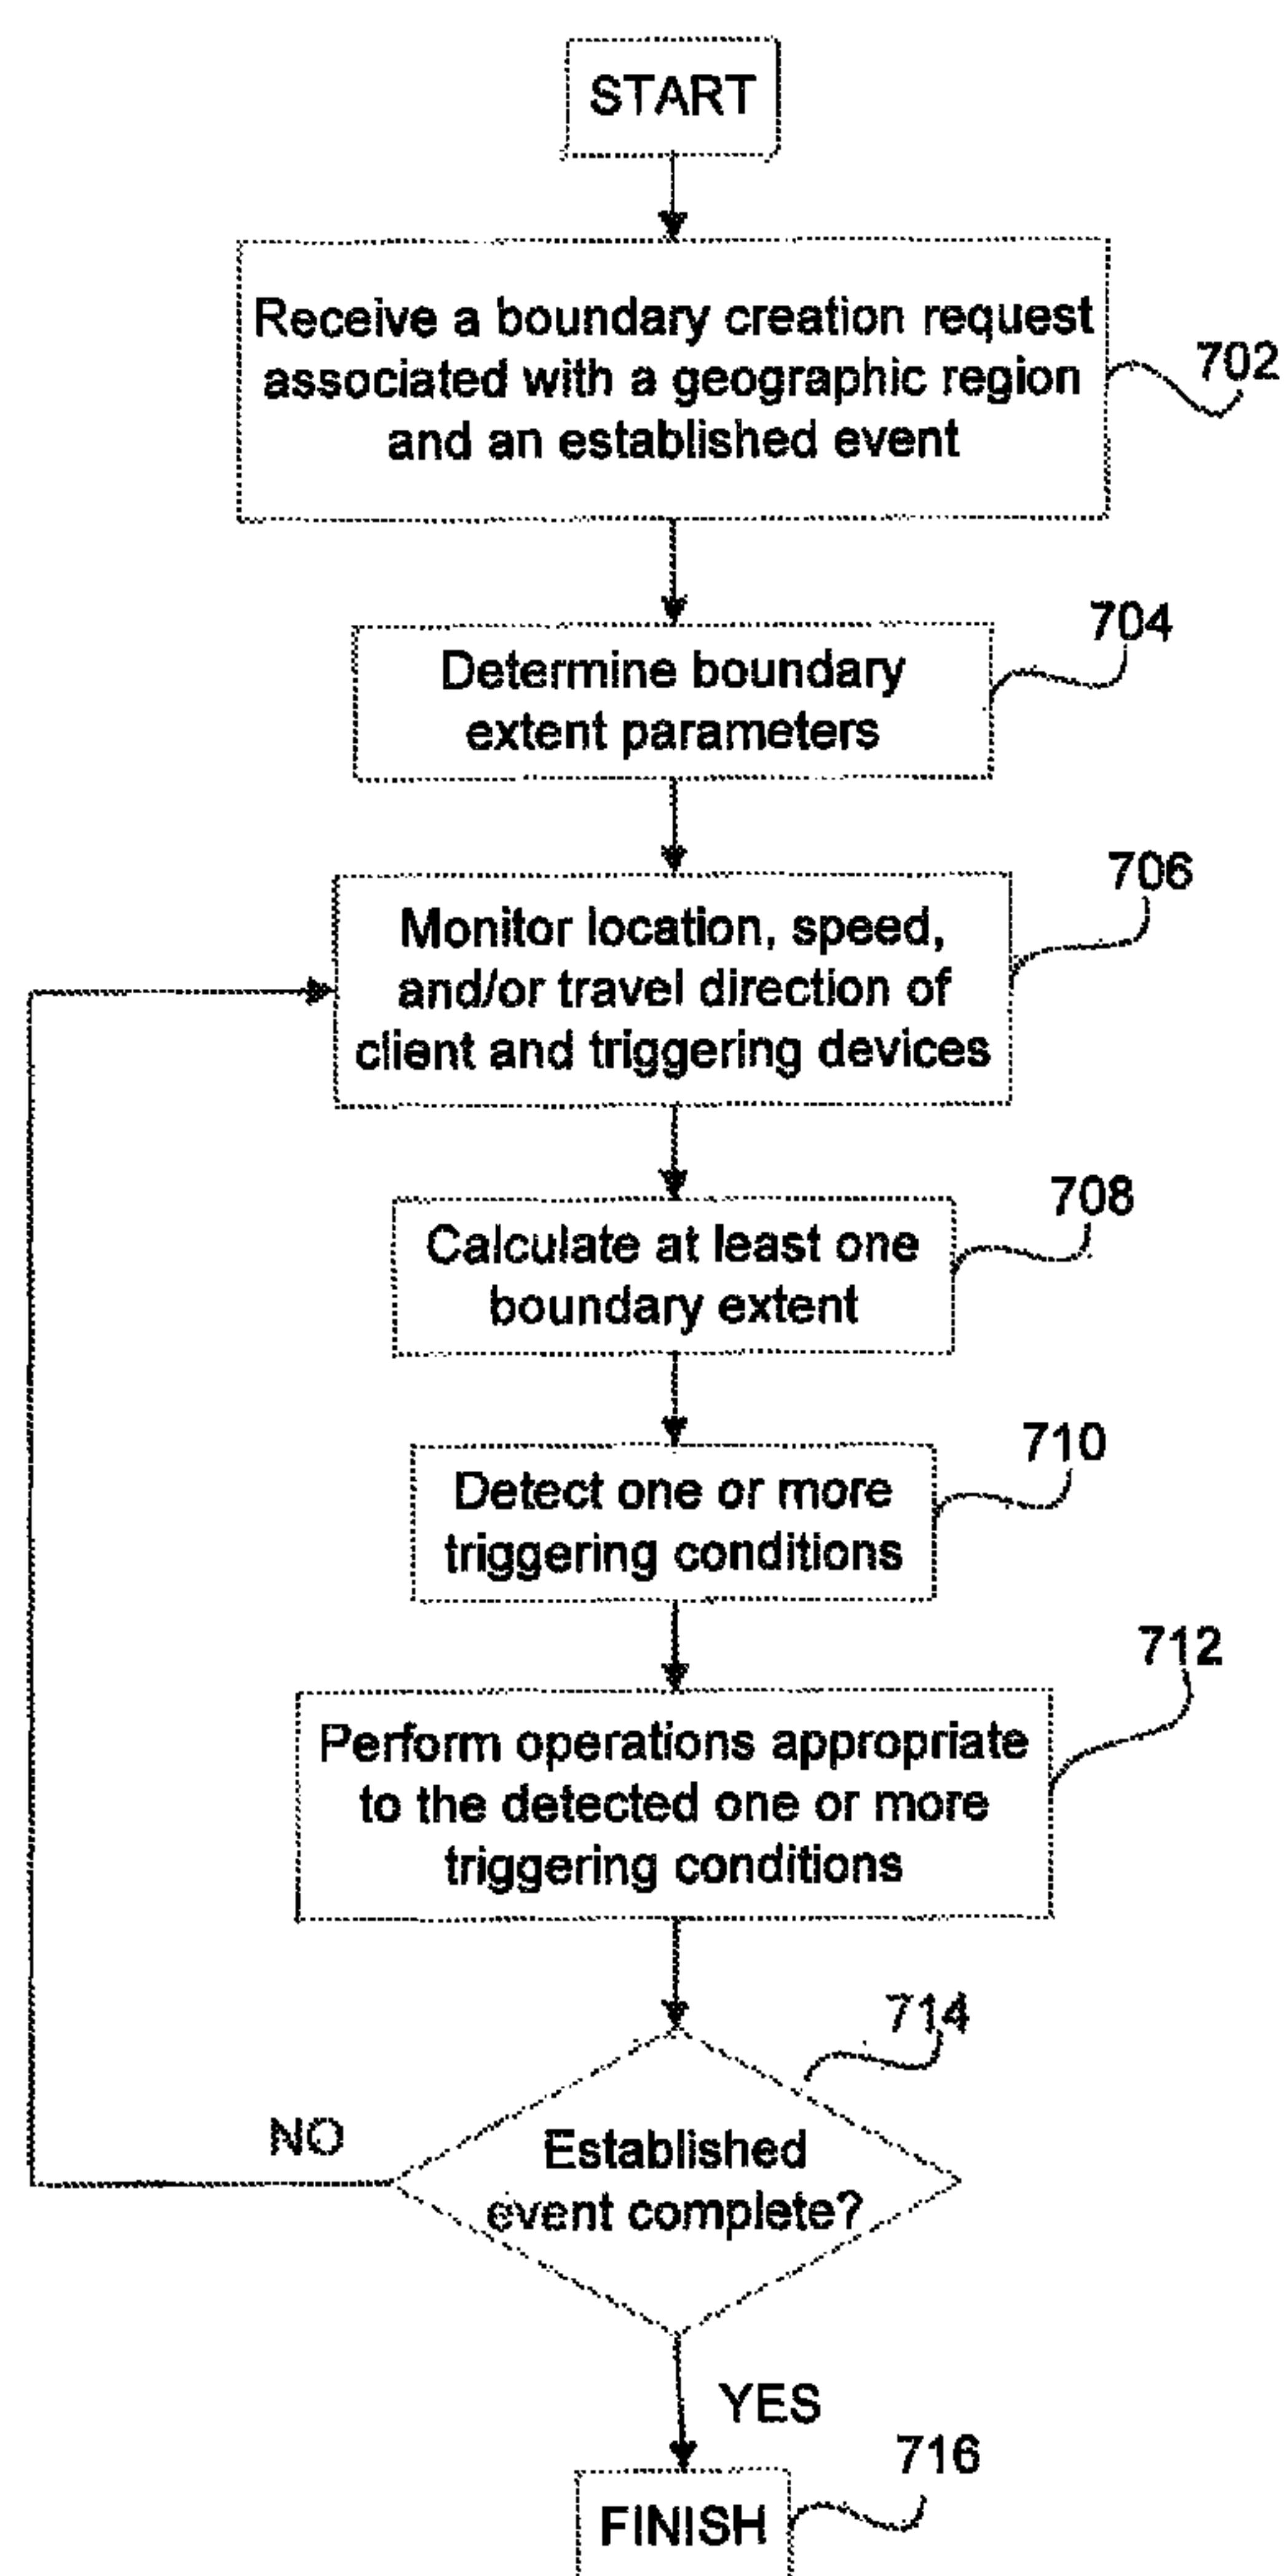 START
Receive a boundary creation request
associated with a geographic region
and an established event
702
Determine boundary
extent parameters
704
Monitor location, speed,
and/or travel direction of
client and triggering devices
706
Calculate at least one
boundary extent
708
Detect one or more
triggering conditions
710
Perform operations appropriate
to the detected one or more
triggering conditions
712
Established
event complete?
714
NO
YES
FINISH
716